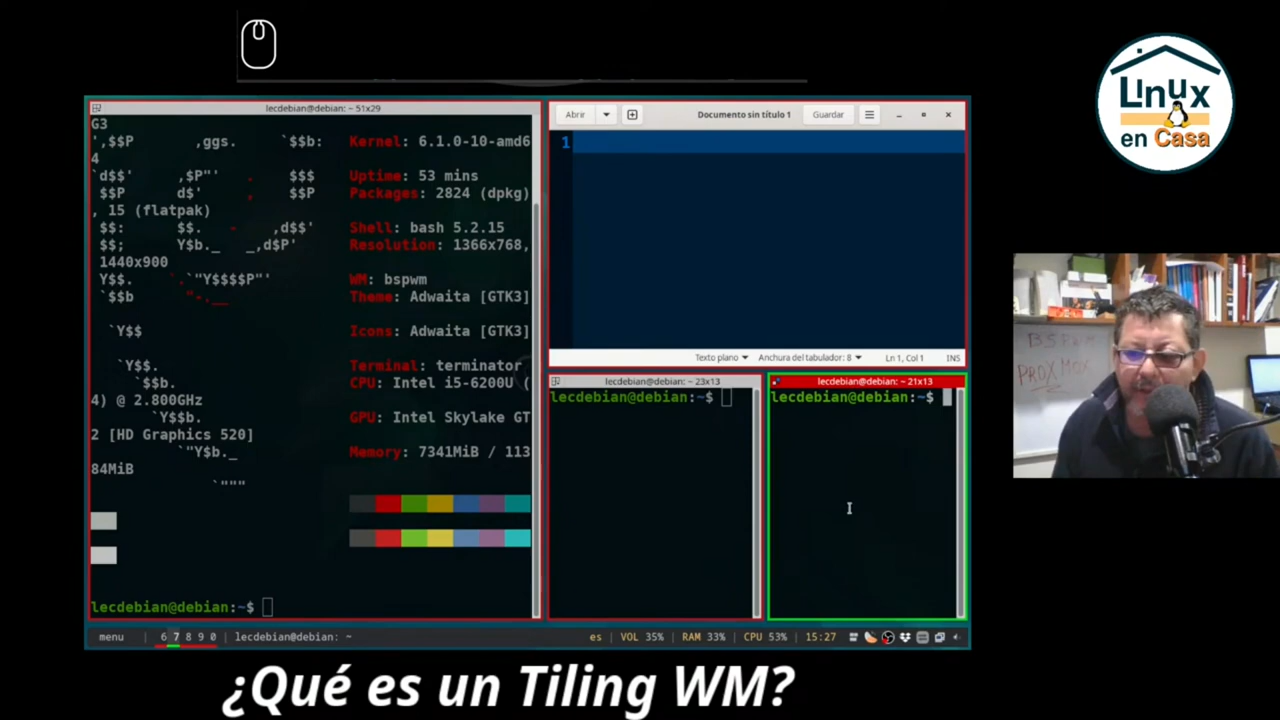 Linux
en Casa
lecdebian@debian: ~ 51x29
G3
',$$P ,ggs. `$$b: Kernel: 6.1.0-10-amd6
4
`d$$' ,$P"' . $$$ Uptime: 53 mins
$$P d$' , $$P Packages: 2824 (dpkg)
, 15 (flatpak)
$$: $$. - ,d$$' Shell: bash 5.2.15
$$; Y$b._ _,d$P' Resolution: 1366x768,
1440x900
Y$$. `.`"Y$$$$P"' WM: bspwm
`$$b "-.__ Theme: Adwaita [GTK3]
`Y$$ Icons: Adwaita [GTK3]
`Y$$. Terminal: terminator
`$$b. CPU: Intel i5-6200U (
4) @ 2.800GHz
`Y$$b. GPU: Intel Skylake GT
2 [HD Graphics 520]
`"Y$b._ Memory: 7341MiB / 113
84MiB
`"""
lecdebian@debian:~$
Abrir Documento sin título 1 Guardar
1
Texto plano Anchura del tabulador: 8 Ln 1, Col 1 INS
lecdebian@debian: ~ 23x13
lecdebian@debian:~$
lecdebian@debian: ~ 21x13
lecdebian@debian:~$
menu | 6 7 8 9 0 | lecdebian@debian: ~ es | VOL 35% | RAM 33% | CPU 53% | 15:27
BSPWM
PROXMOX
¿Qué es un Tiling WM?